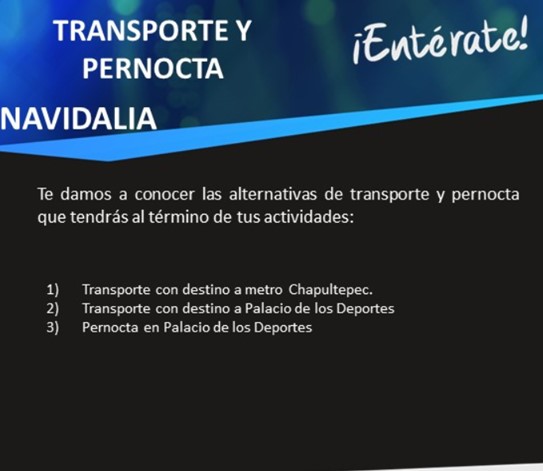 TRANSPORTE Y
PERNOCTA
¡Entérate!
NAVIDALIA
Te damos a conocer las alternativas de transporte y pernocta
que tendrás al término de tus actividades:
1) Transporte con destino a metro Chapultepec.
2) Transporte con destino a Palacio de los Deportes
3) Pernocta en Palacio de los Deportes